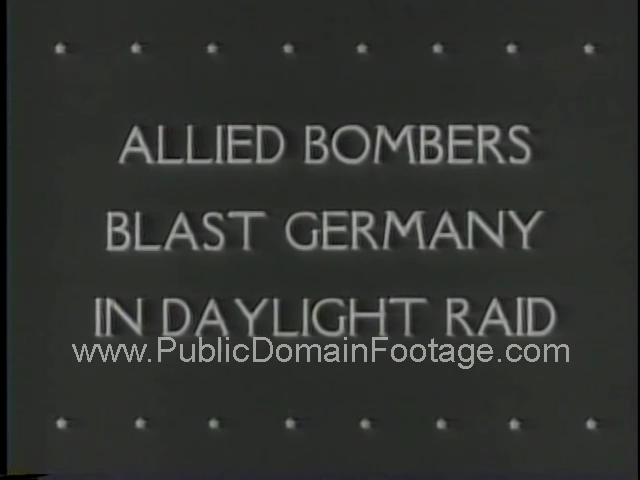 ALLIED BOMBERS
BLAST GERMANY
IN DAYLIGHT RAID
www.PublicDomainFootage.com